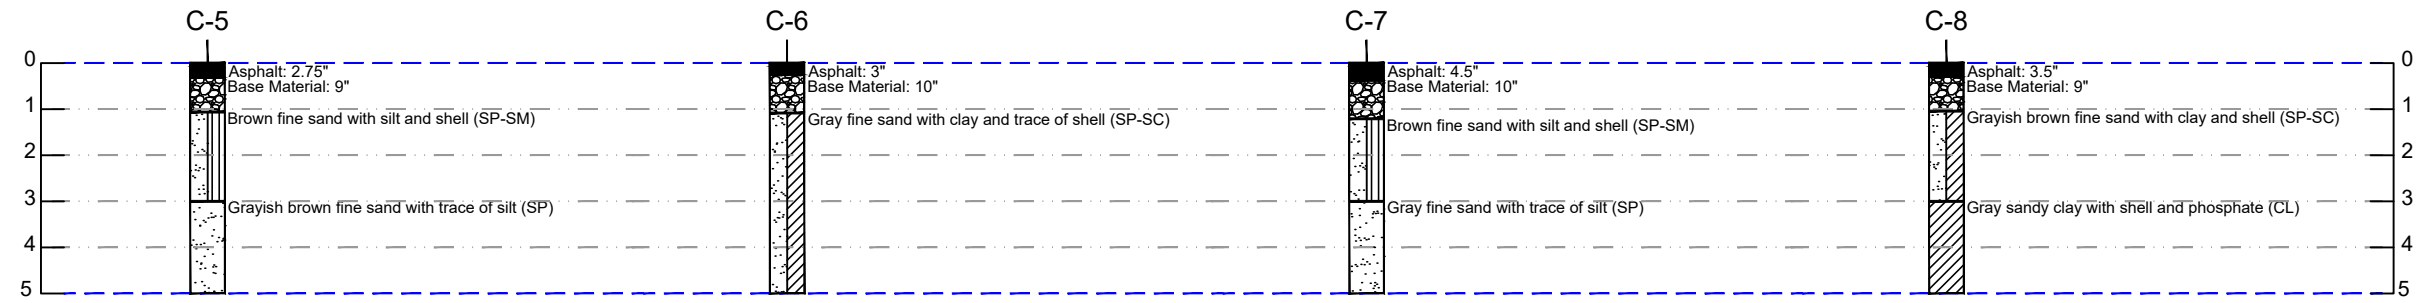 C-5 C-6 C-7 C-8
0 0
Asphalt: 2.75" Asphalt: 3" Asphalt: 4.5" Asphalt: 3.5"
Base Material: 9" Base Material: 10" Base Material: 10" Base Material: 9"
1 1
Brown fine sand with silt and shell (SP-SM) Gray fine sand with clay and trace of shell (SP-SC) Brown fine sand with silt and shell (SP-SM) Grayish brown fine sand with clay and shell (SP-SC)
2 2
3 3
Grayish brown fine sand with trace of silt (SP) Gray fine sand with trace of silt (SP) Gray sandy clay with shell and phosphate (CL)
4 4
5 5